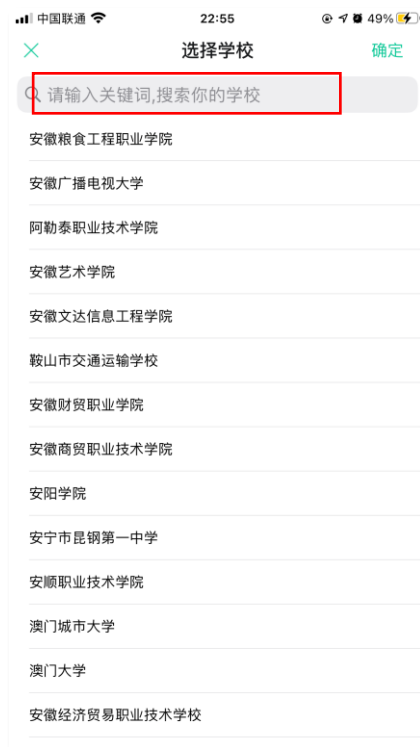 中国联通 22:55 49%
选择学校 确定
请输入关键词,搜索你的学校
安徽粮食工程职业学院
安徽广播电视大学
阿勒泰职业技术学院
安徽艺术学院
安徽文达信息工程学院
鞍山市交通运输学校
安徽财贸职业学院
安徽商贸职业技术学院
安阳学院
安宁市昆钢第一中学
安顺职业技术学院
澳门城市大学
澳门大学
安徽经济贸易职业技术学校